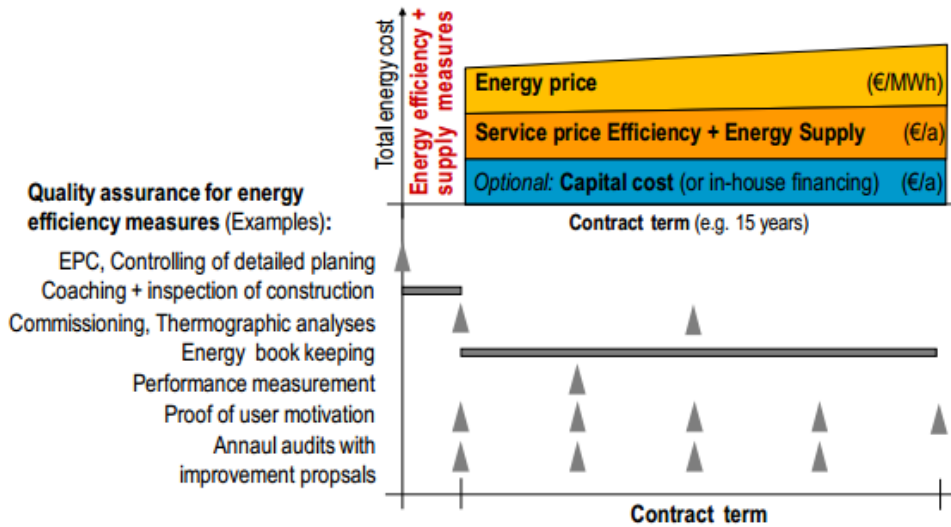 Total energy cost
Energy efficiency +
supply measures
Energy price (€/MWh)
Service price Efficiency + Energy Supply (€/a)
Optional: Capital cost (or in-house financing) (€/a)
Contract term (e.g. 15 years)
Quality assurance for energy
efficiency measures (Examples):
EPC, Controlling of detailed planing
Coaching + inspection of construction
Commissioning, Thermographic analyses
Energy book keeping
Performance measurement
Proof of user motivation
Annaul audits with
improvement propsals
Contract term